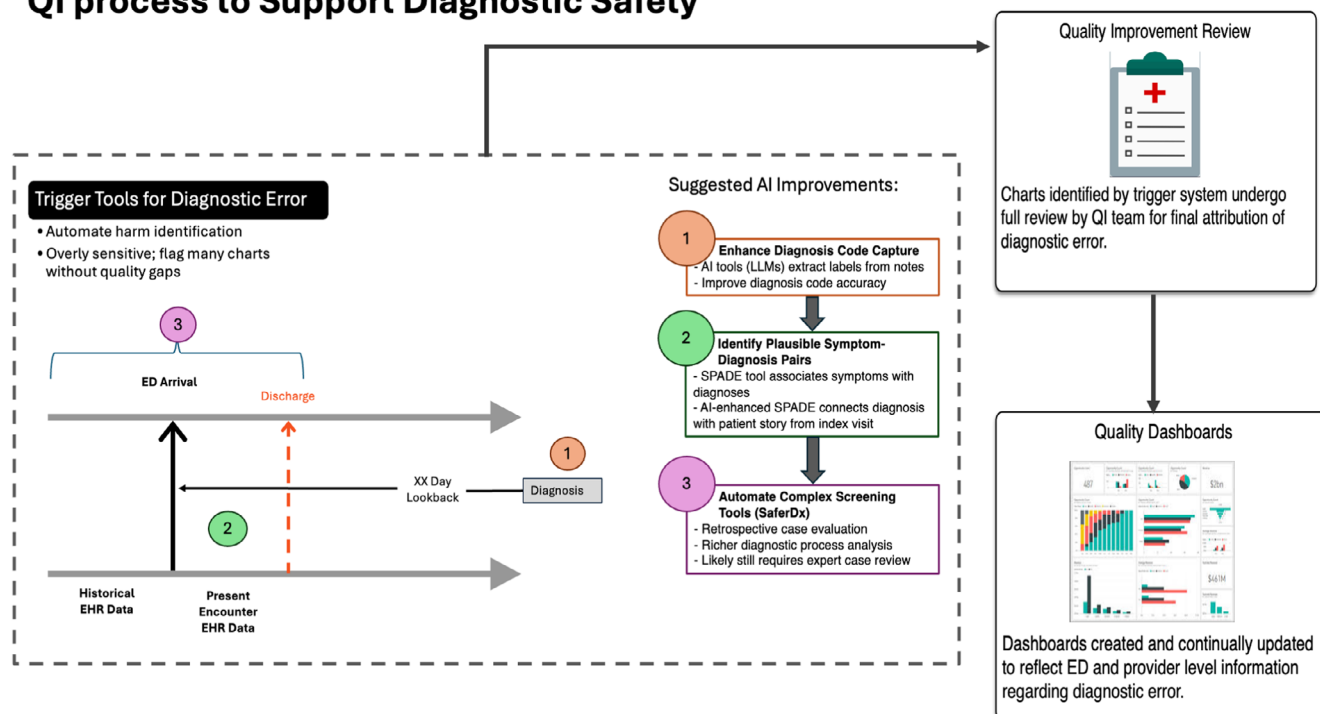 QI process to Support Diagnostic Safety
Quality Improvement Review
Charts identified by trigger system undergo
full review by QI team for final attribution of
diagnostic error.
Trigger Tools for Diagnostic Error
• Automate harm identification
• Overly sensitive; flag many charts
without quality gaps
3
ED Arrival
Discharge
1
XX Day
Lookback
Diagnosis
2
Historical
EHR Data
Present
Encounter
EHR Data
Suggested AI Improvements:
1
Enhance Diagnosis Code Capture
- AI tools (LLMs) extract labels from notes
- Improve diagnosis code accuracy
2
Identify Plausible Symptom-
Diagnosis Pairs
- SPADE tool associates symptoms with
diagnoses
- AI-enhanced SPADE connects diagnosis
with patient story from index visit
3
Automate Complex Screening
Tools (SaferDx)
- Retrospective case evaluation
- Richer diagnostic process analysis
- Likely still requires expert case review
Quality Dashboards
487
$2bn
$461M
Dashboards created and continually updated
to reflect ED and provider level information
regarding diagnostic error.